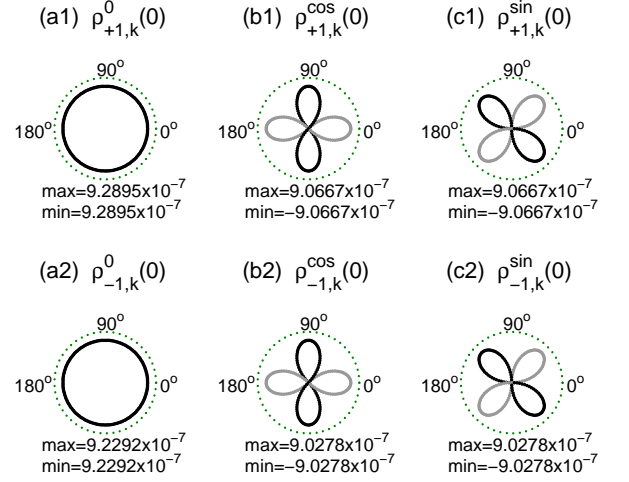 (a1) ρ⁰₊₁,ₖ(0) (b1) ρᶜᵒˢ₊₁,ₖ(0) (c1) ρˢⁱⁿ₊₁,ₖ(0)
90° 90° 90°
180° 0° 180° 0° 180° 0°
max=9.2895x10⁻⁷ max=9.0667x10⁻⁷ max=9.0667x10⁻⁷
min=9.2895x10⁻⁷ min=−9.0667x10⁻⁷ min=−9.0667x10⁻⁷
(a2) ρ⁰₋₁,ₖ(0) (b2) ρᶜᵒˢ₋₁,ₖ(0) (c2) ρˢⁱⁿ₋₁,ₖ(0)
90° 90° 90°
180° 0° 180° 0° 180° 0°
max=9.2292x10⁻⁷ max=9.0278x10⁻⁷ max=9.0278x10⁻⁷
min=9.2292x10⁻⁷ min=−9.0278x10⁻⁷ min=−9.0278x10⁻⁷